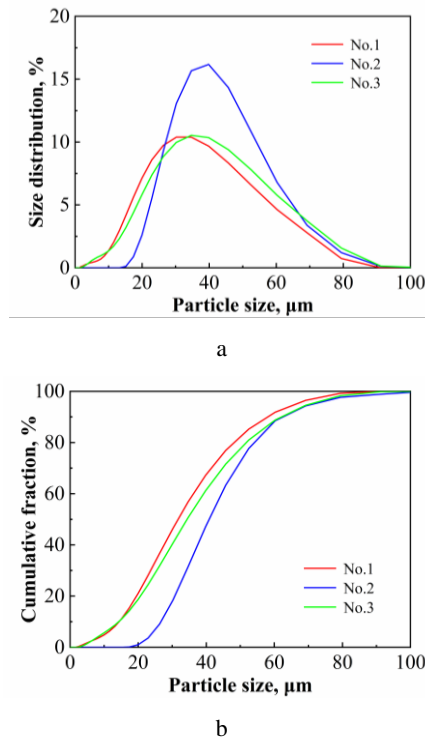 20
No.1
No.2
No.3
15
10
5
0
Size distribution, %
0 20 40 60 80 100
Particle size, μm
a
100
80
60
40
20
0
Cumulative fraction, %
No.1
No.2
No.3
0 20 40 60 80 100
Particle size, μm
b